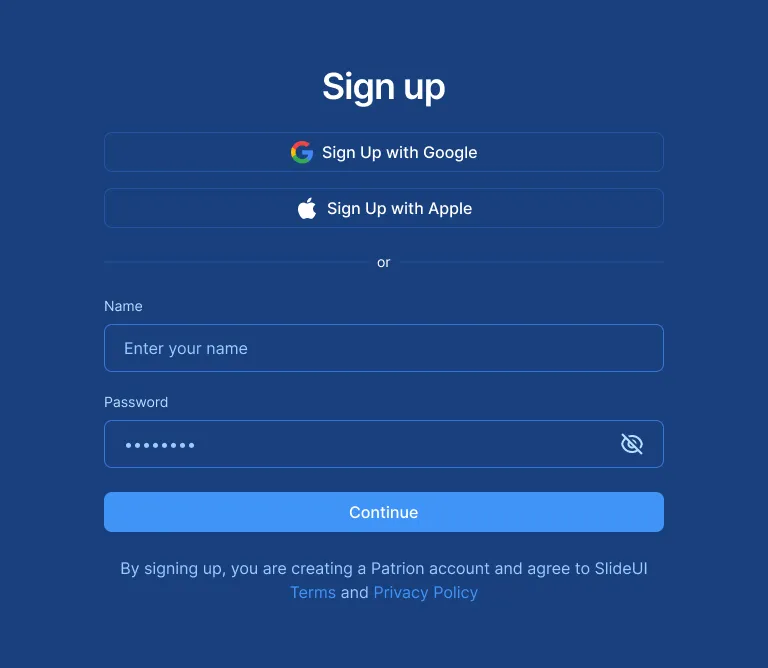 Sign up
Sign Up with Google
Sign Up with Apple
or
Name
Enter your name
Password
••••••••
Continue
By signing up, you are creating a Patrion account and agree to SlideUI
Terms and Privacy Policy